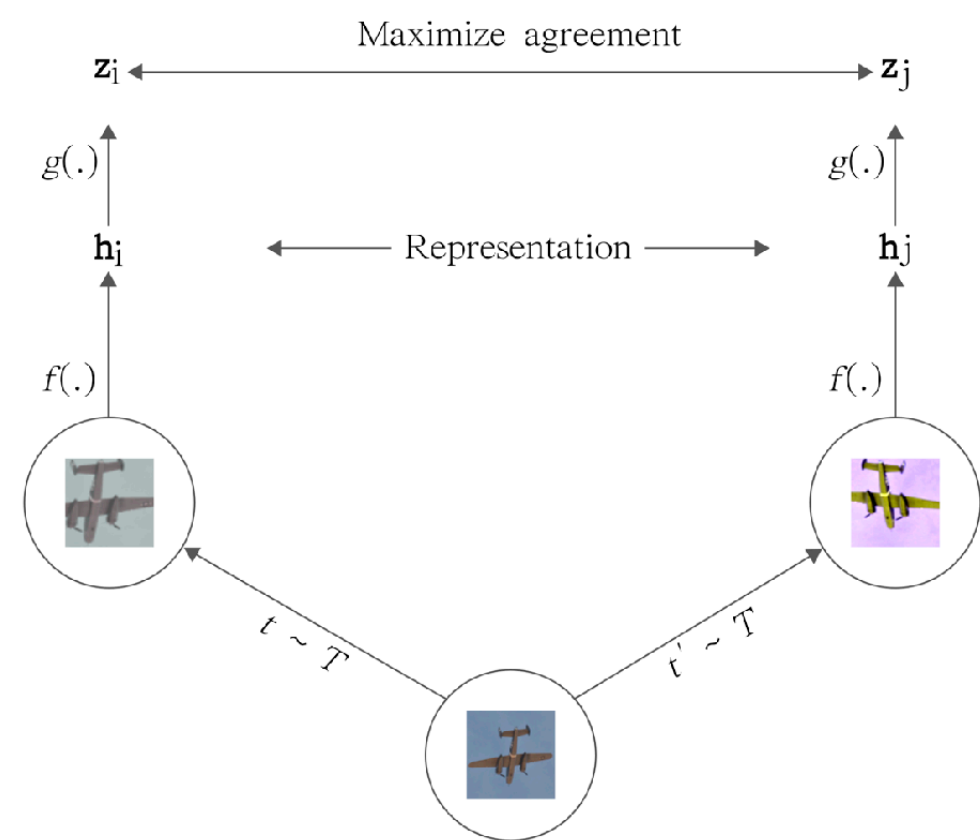 Maximize agreement
zi zj
g(.) g(.)
hi Representation hj
f(.) f(.)
t ~ T t' ~ T